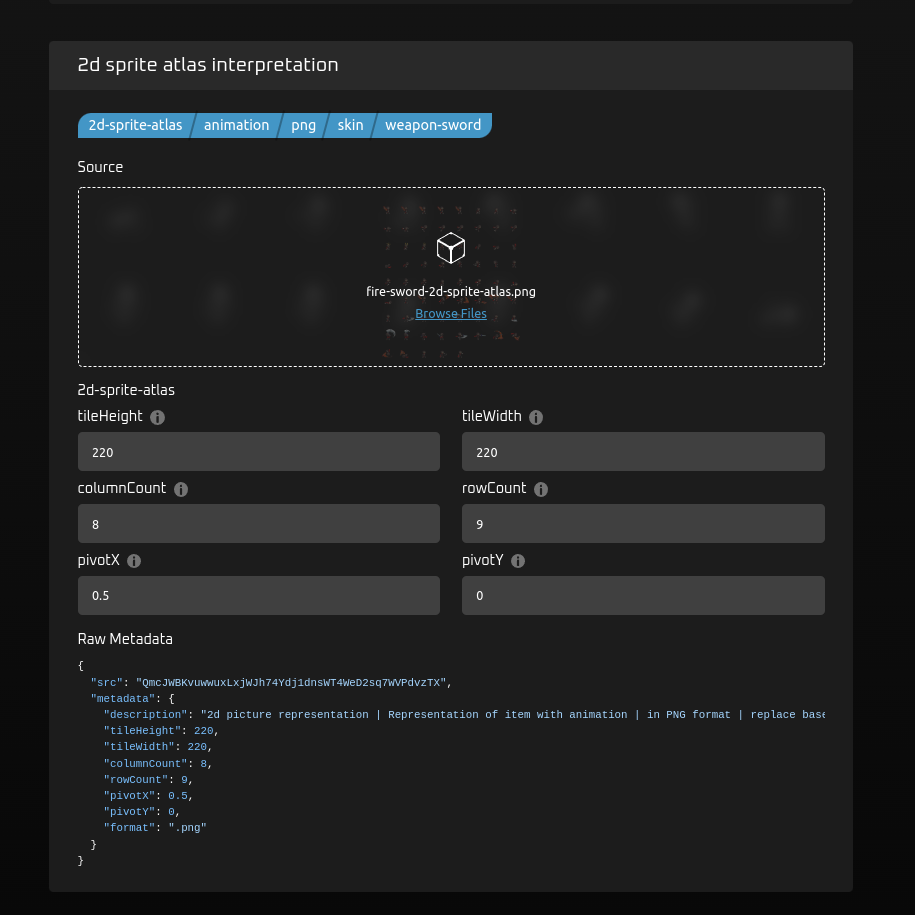 2d sprite atlas interpretation
2d-sprite-atlas animation png skin weapon-sword
Source
fire-sword-2d-sprite-atlas.png
Browse Files
2d-sprite-atlas
tileHeight tileWidth
220 220
columnCount rowCount
8 9
pivotX pivotY
0.5 0
Raw Metadata
{
"src": "QmcJWBKvuwwuxLxjWJh74Ydj1dnsWT4WeD2sq7WVPdvzTX",
"metadata": {
"description": "2d picture representation | Representation of item with animation | in PNG format | replace base
"tileHeight": 220,
"tileWidth": 220,
"columnCount": 8,
"rowCount": 9,
"pivotX": 0.5,
"pivotY": 0,
"format": ".png"
}
}